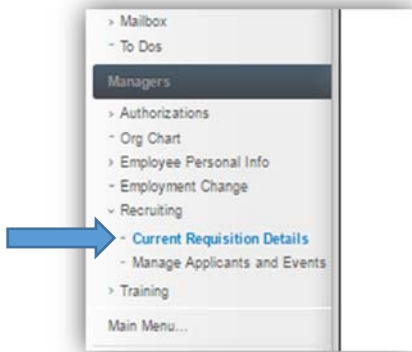 > Mailbox
- To Dos
Managers
> Authorizations
- Org Chart
> Employee Personal Info
- Employment Change
⌄ Recruiting
- Current Requisition Details
- Manage Applicants and Events
> Training
Main Menu...